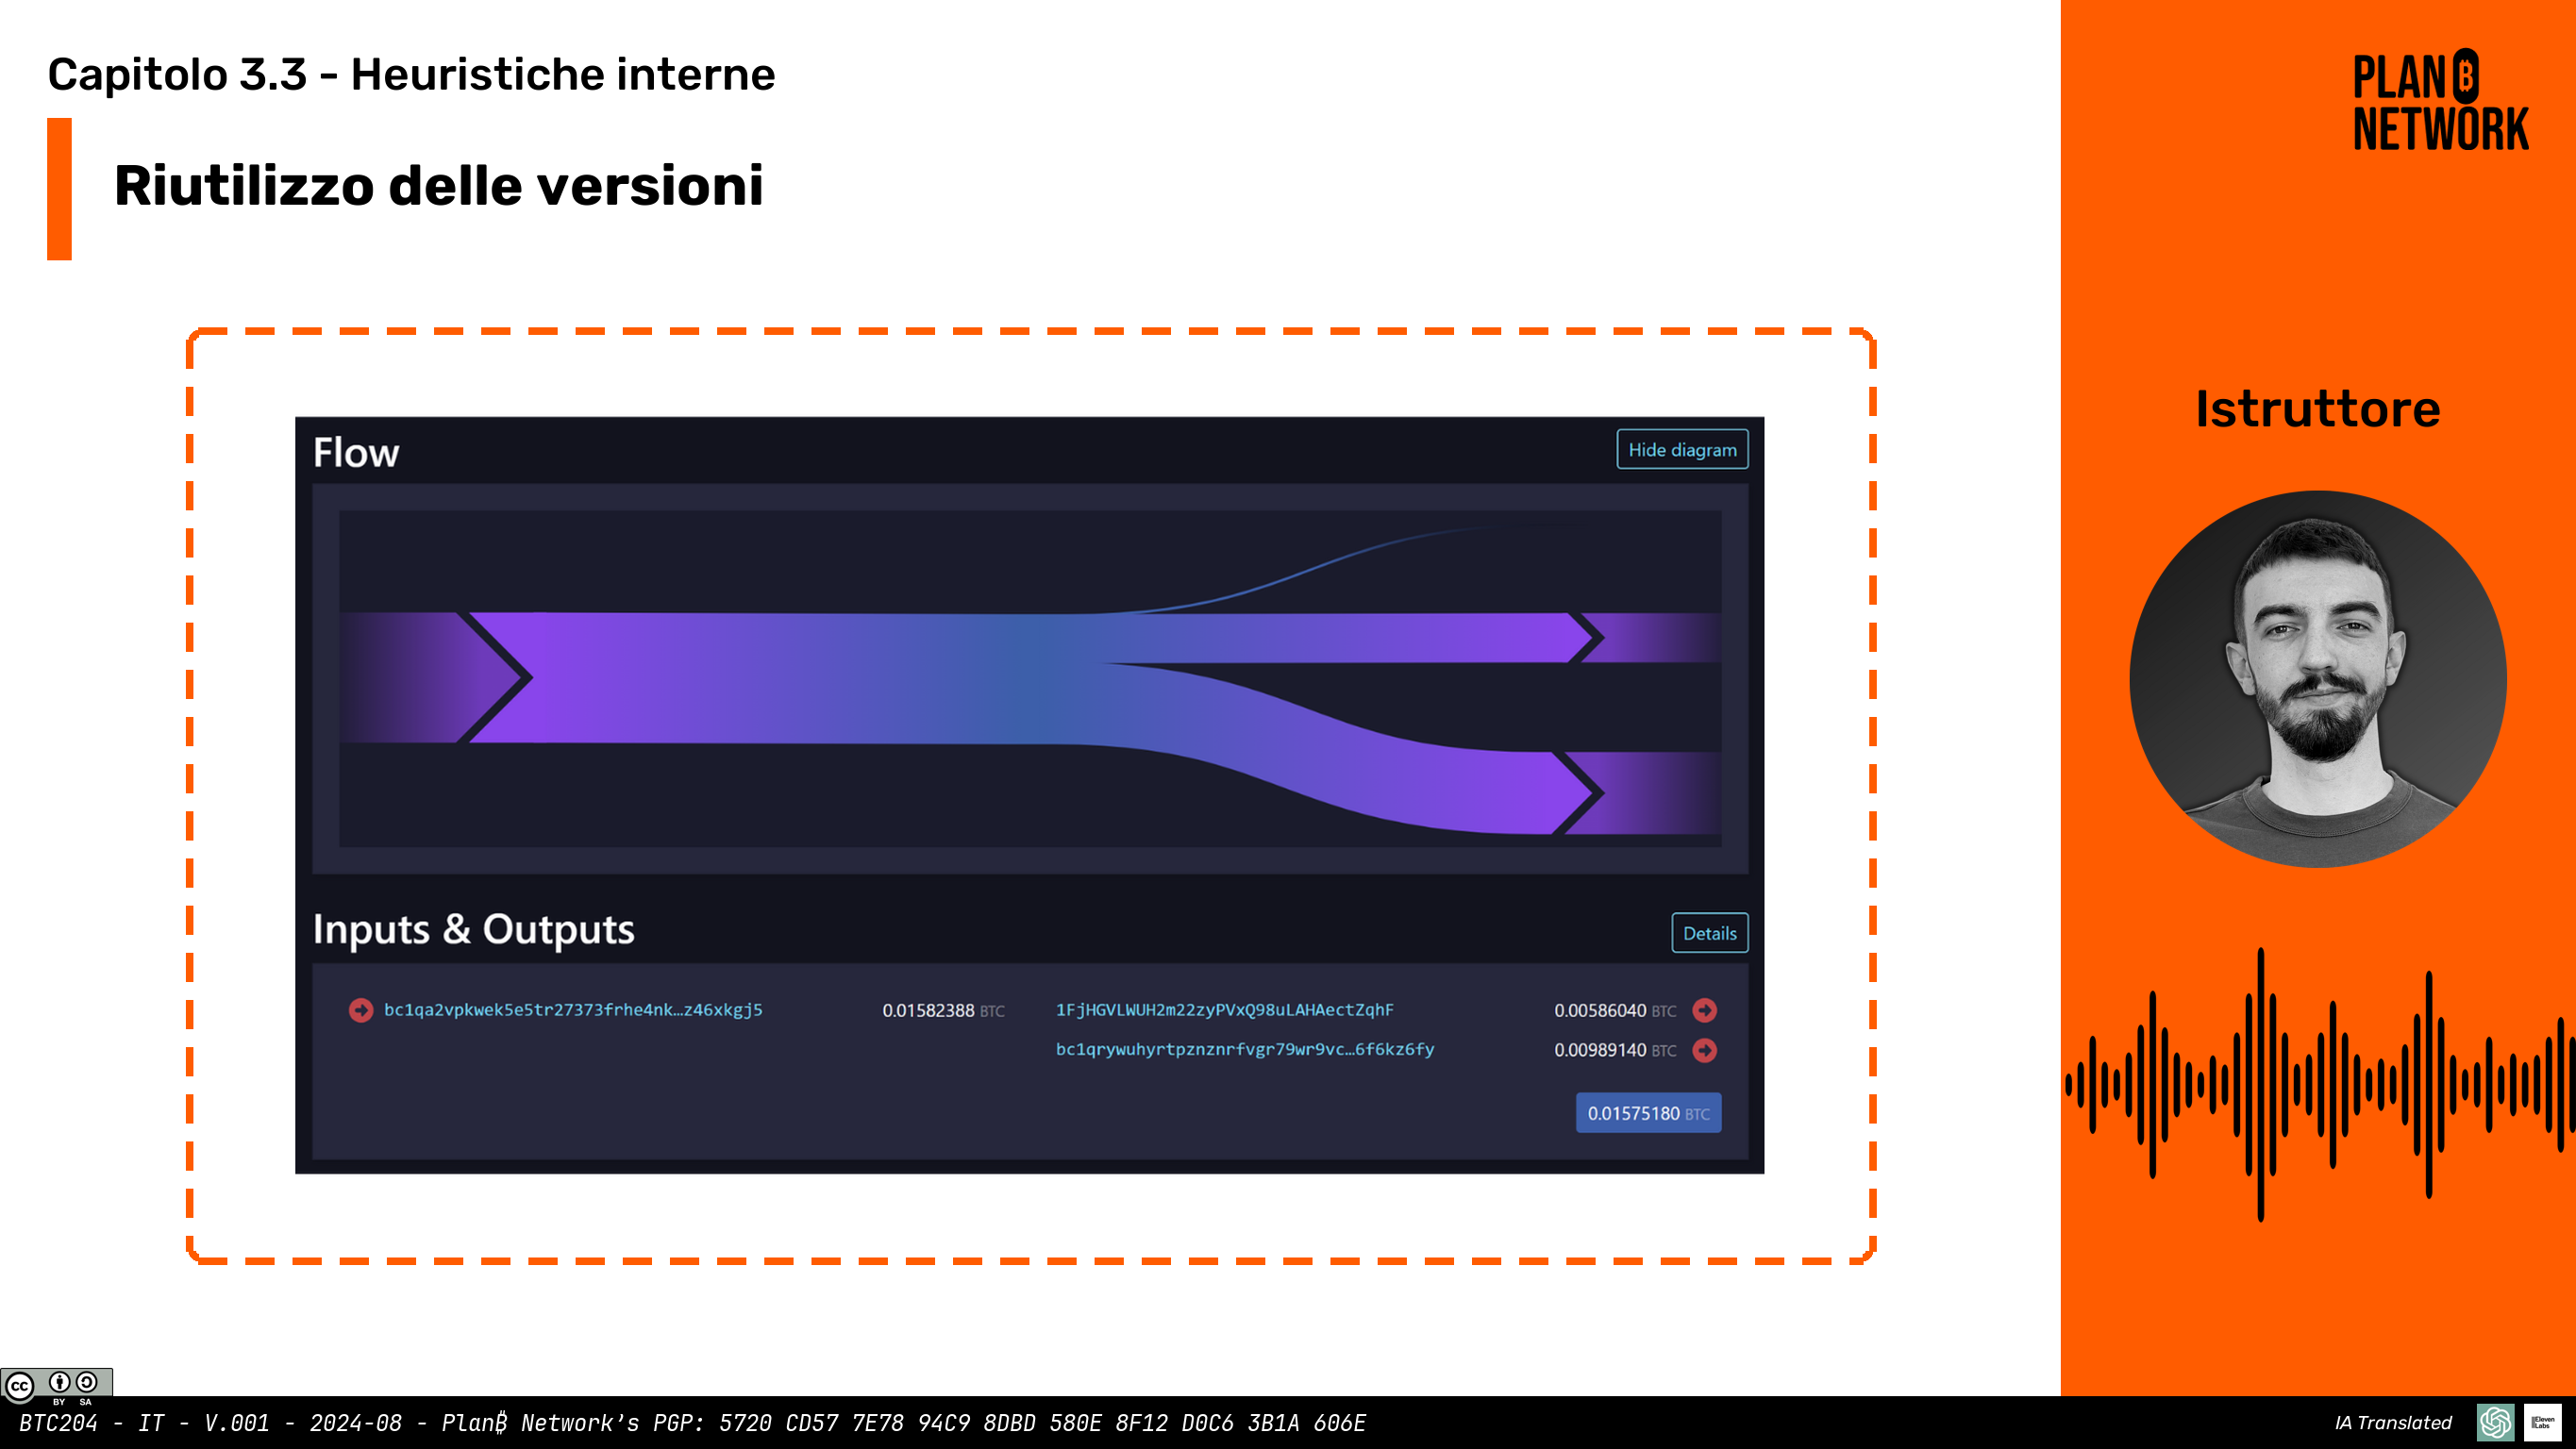 Capitolo 3.3 - Heuristiche interne
Riutilizzo delle versioni
PLAN ₿
NETWORK
Istruttore
Flow
Hide diagram
Inputs & Outputs
Details
bc1qa2vpkwek5e5tr27373frhe4nk...z46xkgj5 0.01582388 BTC
1FjHGVLWUH2m22zyPVxQ98uLAHAectZqhF 0.00586040 BTC
bc1qrywuhyrtpznznrfvgr79wr9vc...6f6kz6fy 0.00989140 BTC
0.01575180 BTC
cc BY SA
BTC204 - IT - V.001 - 2024-08 - Plan₿ Network's PGP: 5720 CD57 7E78 94C9 8DBD 580E 8F12 D0C6 3B1A 606E
IA Translated
IIElevenLabs